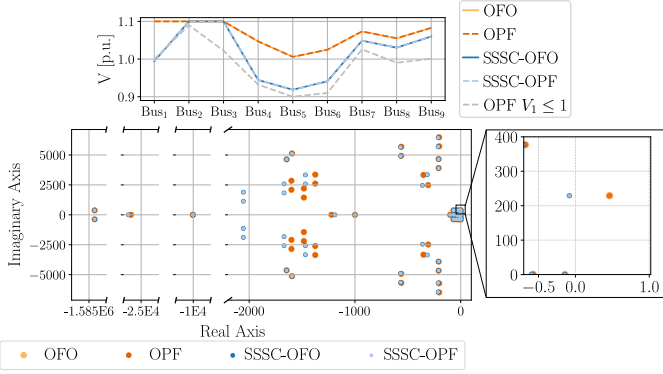 1.1
1.0
0.9
V [p.u.]
Bus1 Bus2 Bus3 Bus4 Bus5 Bus6 Bus7 Bus8 Bus9
OFO
OPF
SSSC-OFO
SSSC-OPF
OPF V1 ≤ 1
5000
2500
0
−2500
−5000
Imaginary Axis
-1.585E6 -2.5E4 -1E4 −2000 −1000 0
Real Axis
400
300
200
100
0
−0.5 0.0 1.0
OFO OPF SSSC-OFO SSSC-OPF